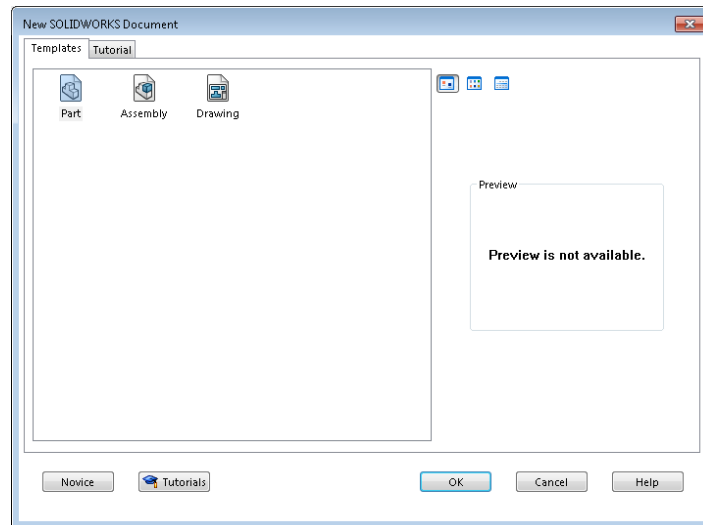 New SOLIDWORKS Document
Templates Tutorial
Part Assembly Drawing
Preview
Preview is not available.
Novice Tutorials OK Cancel Help